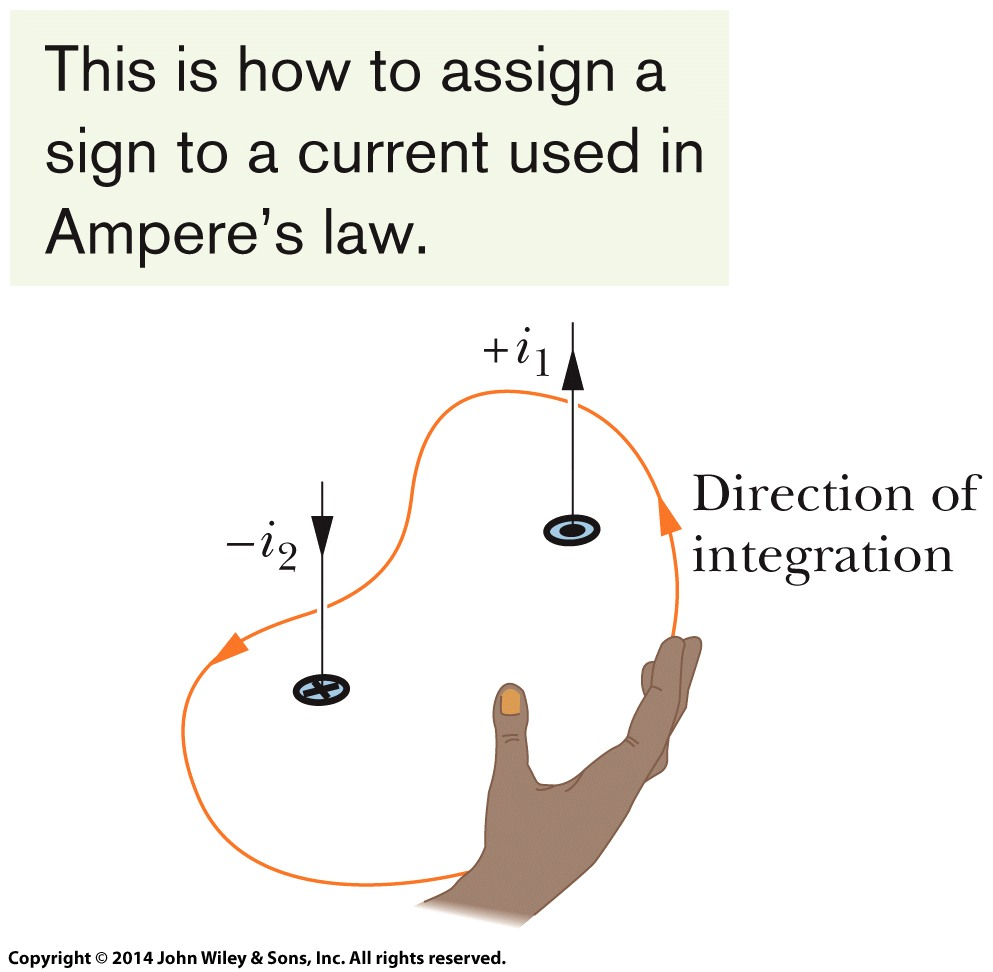 This is how to assign a
sign to a current used in
Ampere’s law.
+i₁
−i₂
Direction of
integration
Copyright © 2014 John Wiley & Sons, Inc. All rights reserved.